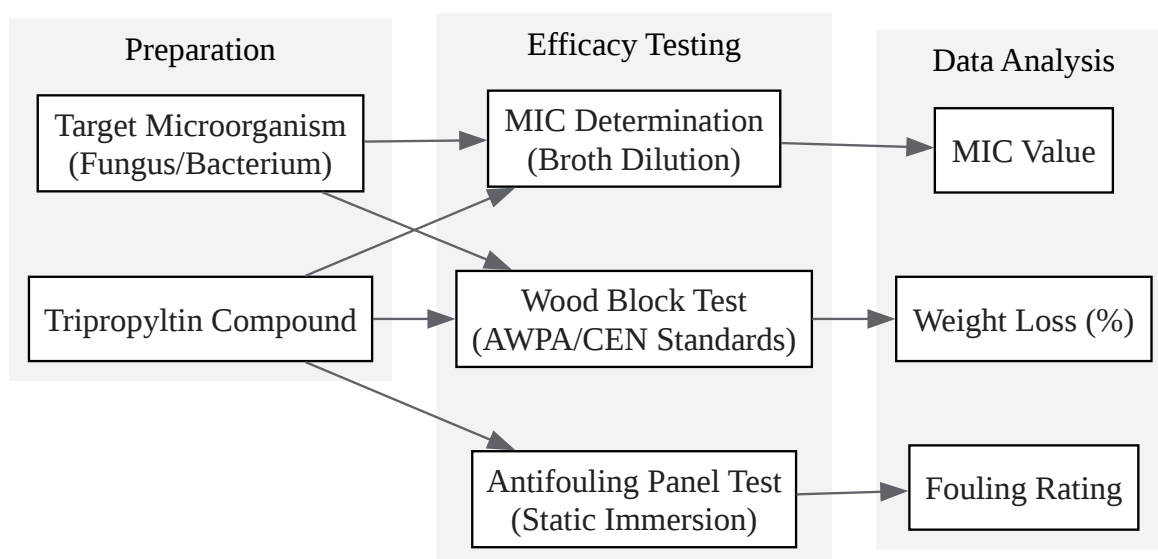 Preparation
Target Microorganism
(Fungus/Bacterium)
Tripropyltin Compound
Efficacy Testing
MIC Determination
(Broth Dilution)
Wood Block Test
(AWPA/CEN Standards)
Antifouling Panel Test
(Static Immersion)
Data Analysis
MIC Value
Weight Loss (%)
Fouling Rating